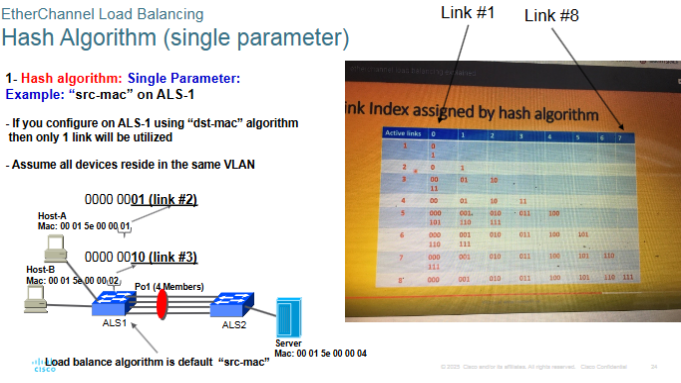 EtherChannel Load Balancing
Hash Algorithm (single parameter)
Link #1
Link #8
1- Hash algorithm: Single Parameter:
Example: “src-mac” on ALS-1
- If you configure on ALS-1 using “dst-mac” algorithm
then only 1 link will be utilized
- Assume all devices reside in the same VLAN
0000 0001 (link #2)
Host-A
Mac: 00 01 5e 00 00 01
0000 0010 (link #3)
Host-B
Mac: 00 01 5e 00 00 02
Po1 (4 Members)
ALS1
ALS2
Server
Mac: 00 01 5e 00 00 04
Load balance algorithm is default “src-mac”
CISCO
ink Index assigned by hash algorithm
Active links 0 1 2 3 4 5 6 7
1 0
1
2 0 1
3 00 01 10
11
4 00 01 10 11
5 000 001 010 011 100
101 110 111
6 000 001 010 011 100 101
110 111
7 000 001 010 011 100 101 110
111
8 000 001 010 011 100 101 110 111
Cisco and/or its affiliates. All rights reserved. Cisco Confidential